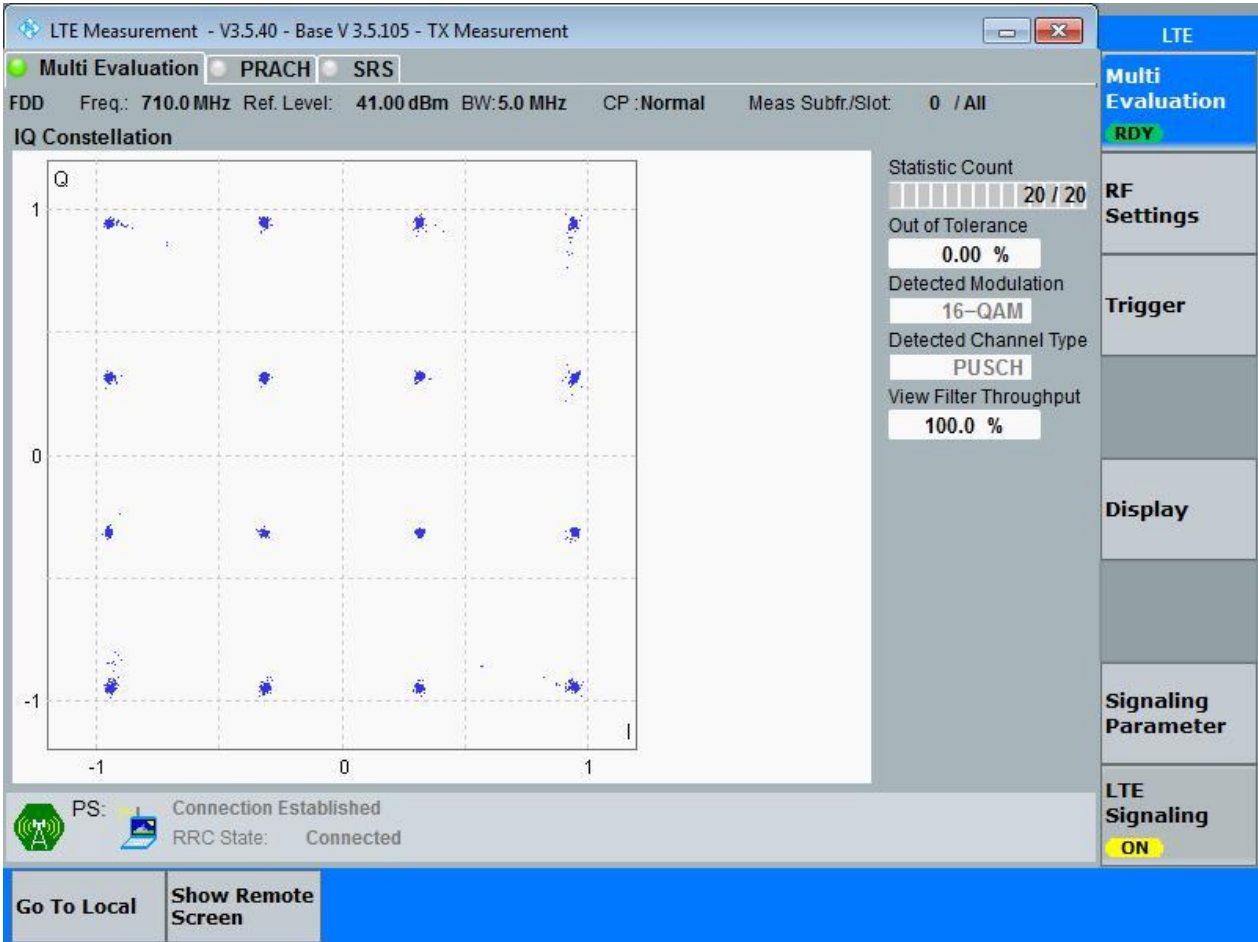 LTE Measurement - V3.5.40 - Base V 3.5.105 - TX Measurement
LTE
Multi Evaluation PRACH SRS
FDD Freq.: 710.0 MHz Ref. Level: 41.00 dBm BW: 5.0 MHz CP : Normal Meas Subfr./Slot: 0 / All
IQ Constellation
Q
1
0
-1
I
-1 0 1
Statistic Count
20 / 20
Out of Tolerance
0.00 %
Detected Modulation
16-QAM
Detected Channel Type
PUSCH
View Filter Throughput
100.0 %
Multi
Evaluation
RDY
RF
Settings
Trigger
Display
Signaling
Parameter
LTE
Signaling
ON
PS: Connection Established
RRC State: Connected
Go To Local
Show Remote
Screen